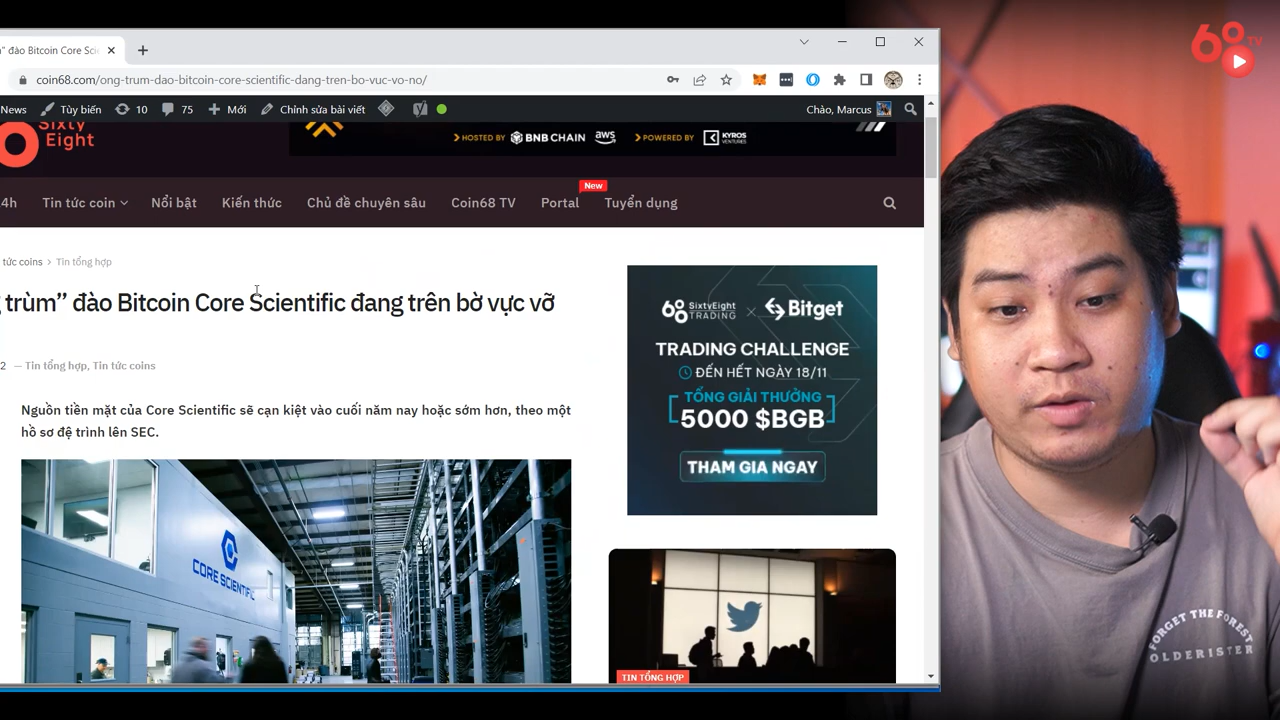 " đào Bitcoin Core Sci
coin68.com/ong-trum-dao-bitcoin-core-scientific-dang-tren-bo-vuc-vo-no/
News Tùy biến 10 75 Mới Chỉnh sửa bài viết Chào, Marcus
Sixty
Eight
HOSTED BY BNB CHAIN aws POWERED BY KYROS VENTURES
New
4h Tin tức coin Nổi bật Kiến thức Chủ đề chuyên sâu Coin68 TV Portal Tuyển dụng
tức coins > Tin tổng hợp
trùm” đào Bitcoin Core Scientific đang trên bờ vực vỡ
2 — Tin tổng hợp, Tin tức coins
Nguồn tiền mặt của Core Scientific sẽ cạn kiệt vào cuối năm nay hoặc sớm hơn, theo một
hồ sơ đệ trình lên SEC.
CORE SCIENTIFIC
68 SIXTYEIGHT TRADING × Bitget
TRADING CHALLENGE
ĐẾN HẾT NGÀY 18/11
TỔNG GIẢI THƯỞNG
5000 $BGB
THAM GIA NGAY
TIN TỔNG HỢP
68 TV
FORGET THE FOREST
OLDERISTER